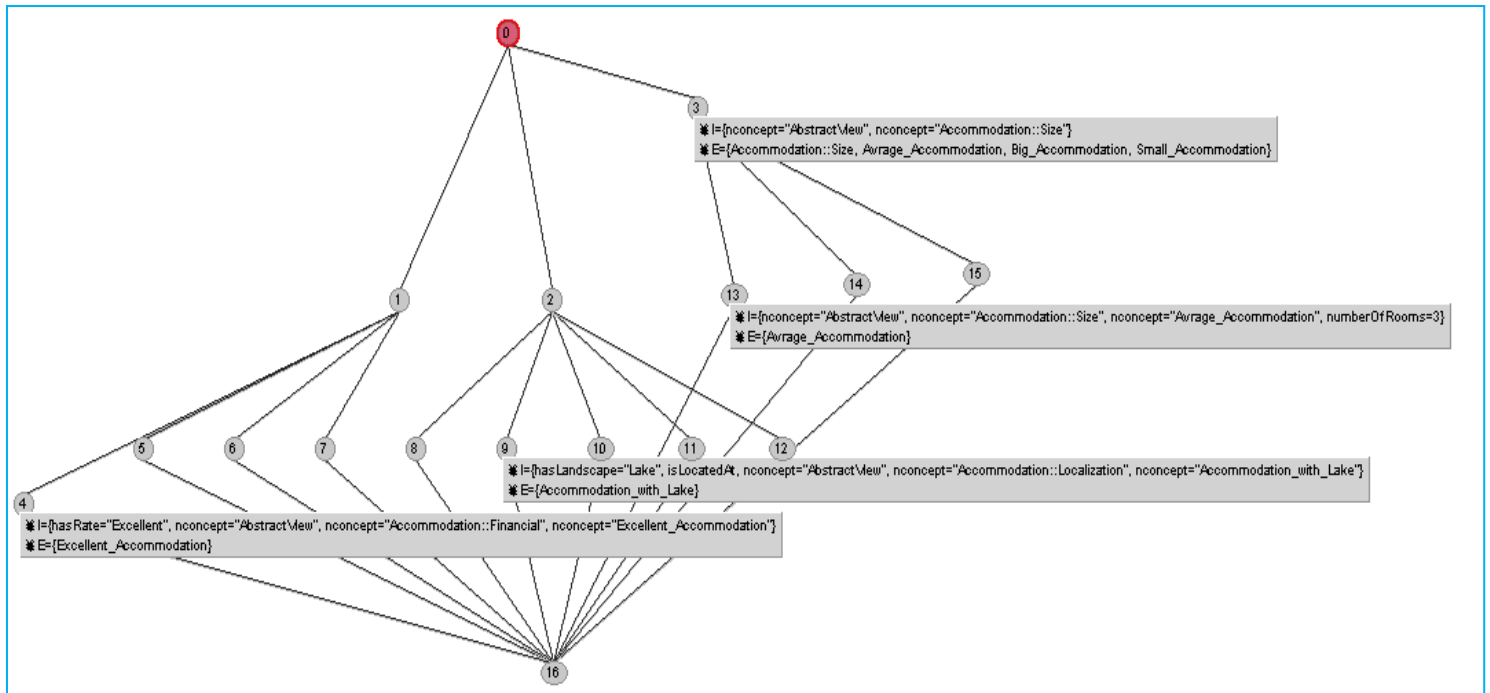 0
3
✱ I={nconcept="AbstractView", nconcept="Accommodation::Size"}
✱ E={Accommodation::Size, Avrage_Accommodation, Big_Accommodation, Small_Accommodation}
15
14
13
1
2
✱ I={nconcept="AbstractView", nconcept="Accommodation::Size", nconcept="Avrage_Accommodation", numberOfRooms=3}
✱ E={Avrage_Accommodation}
5
6
7
8
9
10
11
12
✱ I={hasLandscape="Lake", isLocatedAt, nconcept="AbstractView", nconcept="Accommodation::Localization", nconcept="Accommodation_with_Lake"}
✱ E={Accommodation_with_Lake}
4
✱ I={hasRate="Excellent", nconcept="AbstractView", nconcept="Accommodation::Financial", nconcept="Excellent_Accommodation"}
✱ E={Excellent_Accommodation}
16